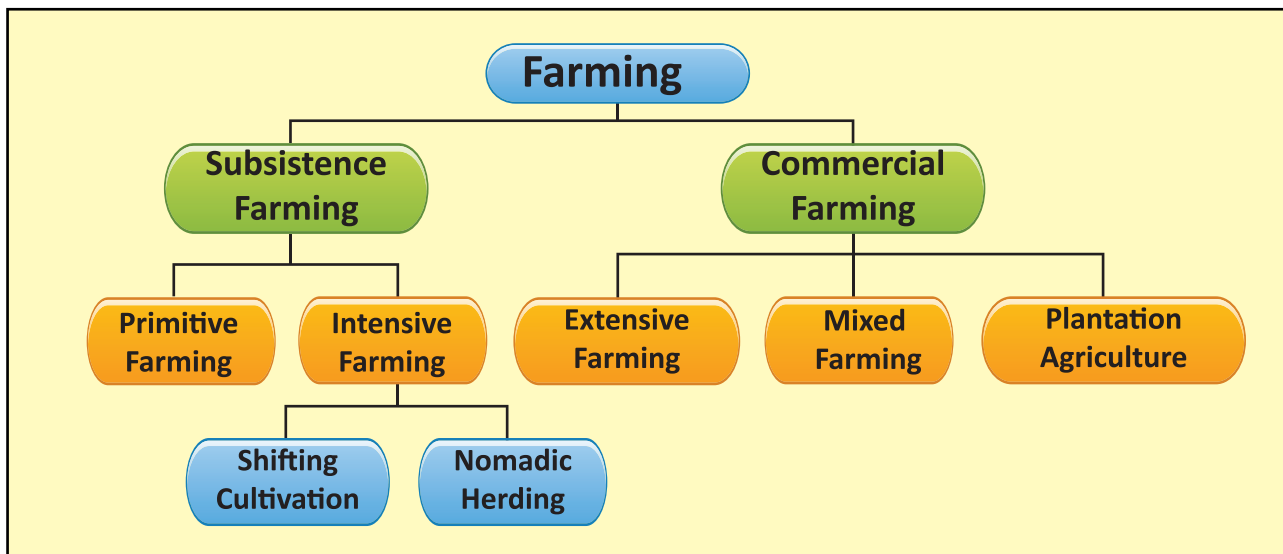 Farming
Subsistence
Farming
Commercial
Farming
Primitive
Farming
Intensive
Farming
Extensive
Farming
Mixed
Farming
Plantation
Agriculture
Shifting
Cultivation
Nomadic
Herding